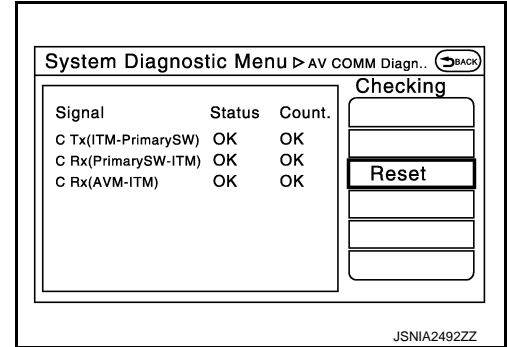 System Diagnostic Menu ▷ AV COMM Diagn.. BACK
Checking
Signal Status Count.
C Tx(ITM-PrimarySW) OK OK
C Rx(PrimarySW-ITM) OK OK
C Rx(AVM-ITM) OK OK
Reset
JSNIA2492ZZ